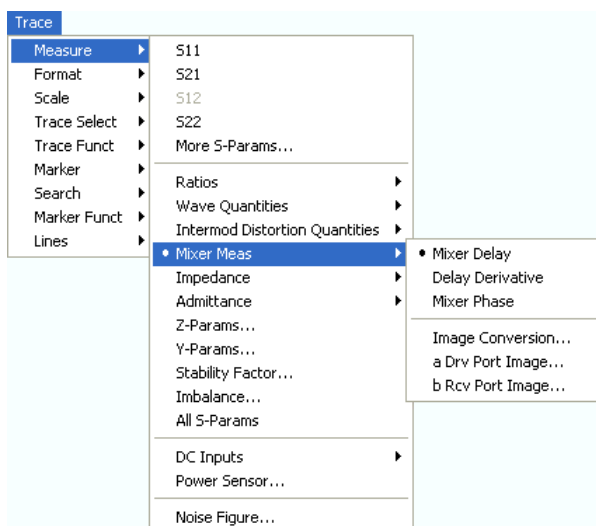 Trace
Measure
Format
Scale
Trace Select
Trace Funct
Marker
Search
Marker Funct
Lines
S11
S21
S12
S22
More S-Params...
Ratios
Wave Quantities
Intermod Distortion Quantities
Mixer Meas
Impedance
Admittance
Z-Params...
Y-Params...
Stability Factor...
Imbalance...
All S-Params
DC Inputs
Power Sensor...
Noise Figure...
Mixer Delay
Delay Derivative
Mixer Phase
Image Conversion...
a Drv Port Image...
b Rcv Port Image...